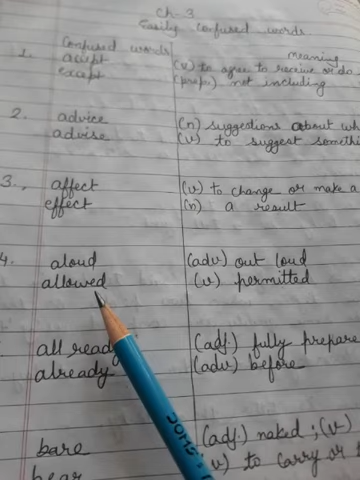 Ch-3
Easily confused words
Confused words Meaning
1. accept (v) to agree to receive or do
except (prep.) not including
2. advice (n) suggestions about
advise (v) to suggest
3. affect (v) to change or make a
effect (n) a result
4. aloud (adv) out loud
allowed (v) permitted
all ready (adj.) fully prepare
already (adv) before
bare (adj.) naked; (v)
bear v) to carry or